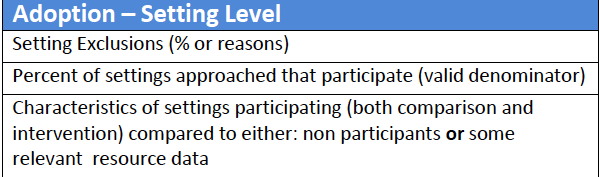 Adoption – Setting Level
Setting Exclusions (% or reasons)
Percent of settings approached that participate (valid denominator)
Characteristics of settings participating (both comparison and
intervention) compared to either: non participants or some
relevant  resource data